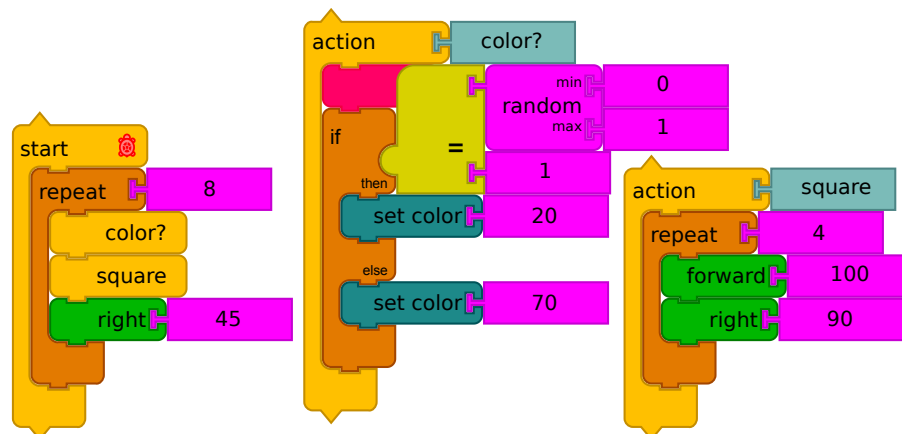 start
repeat 8
color?
square
right 45
action color?
if
random
min 0
max 1
= 1
then
set color 20
else
set color 70
action square
repeat 4
forward 100
right 90